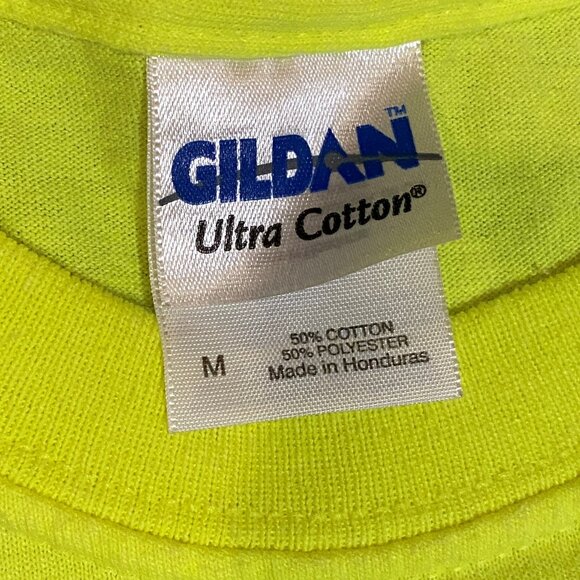 GILDAN™
Ultra Cotton®
M
50% COTTON
50% POLYESTER
Made in Honduras